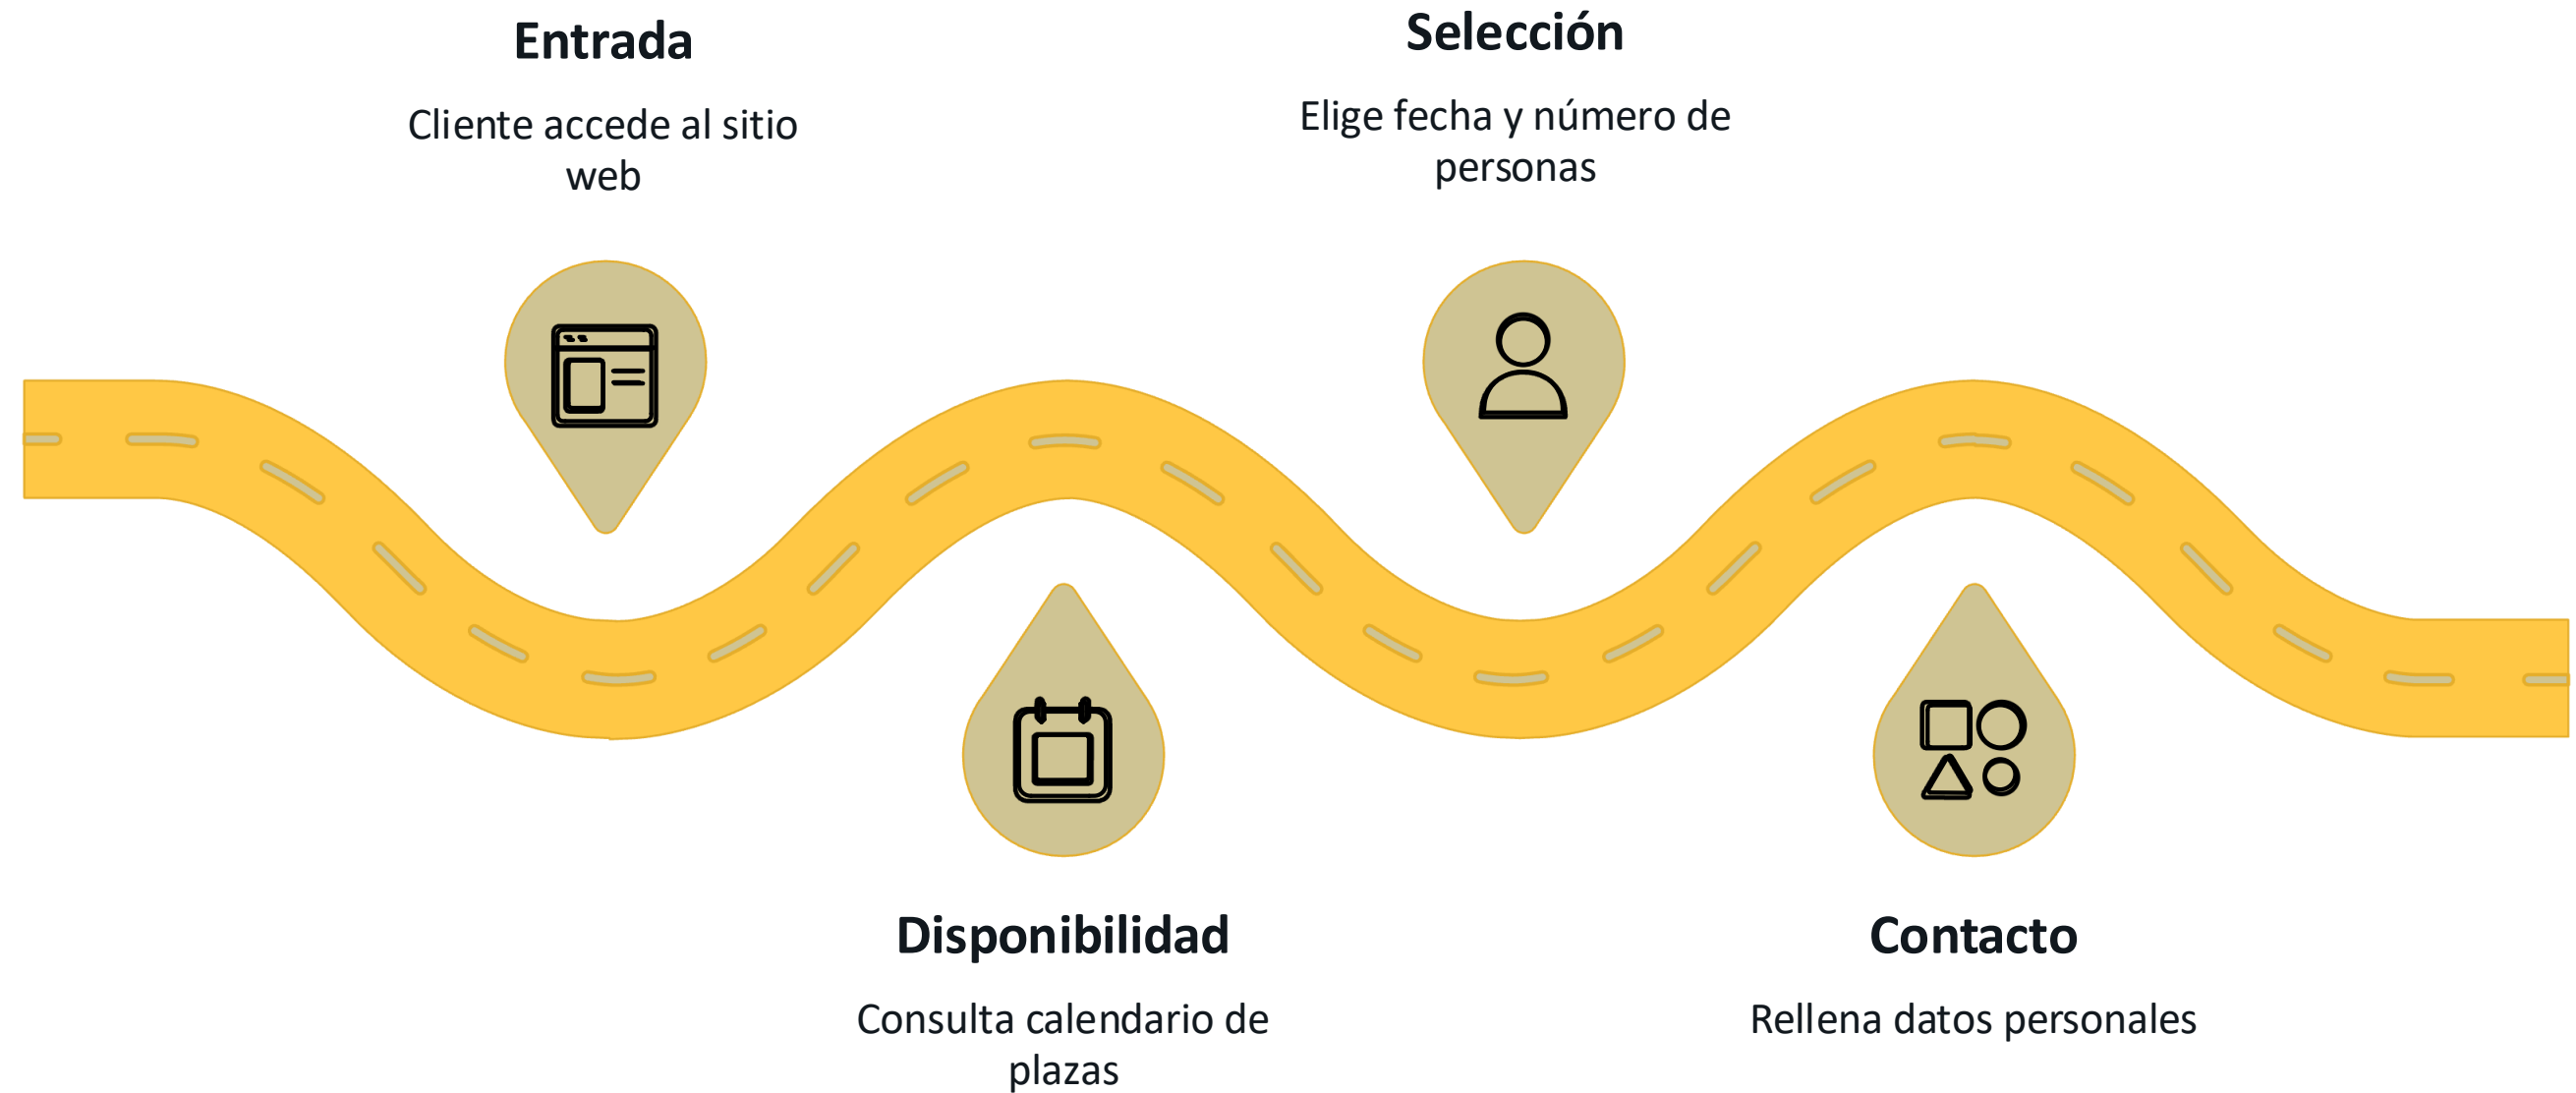 Entrada
Cliente accede al sitio
web
Disponibilidad
Consulta calendario de
plazas
Selección
Elige fecha y número de
personas
Contacto
Rellena datos personales